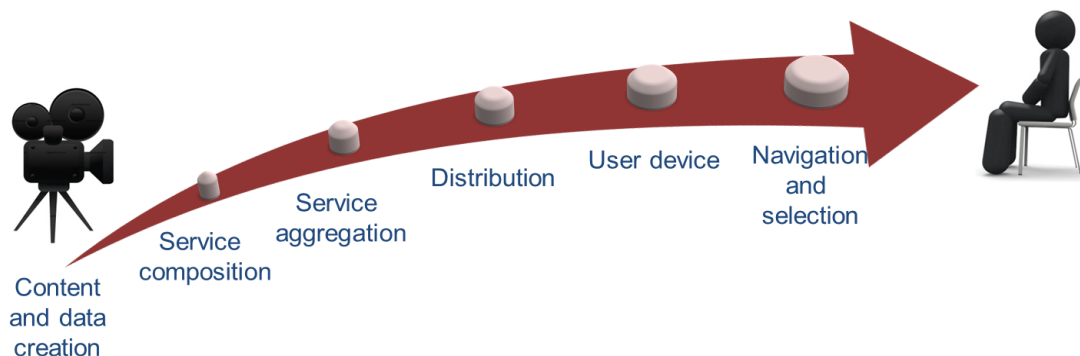 Content
and data
creation
Service
composition
Service
aggregation
Distribution
User device
Navigation
and
selection